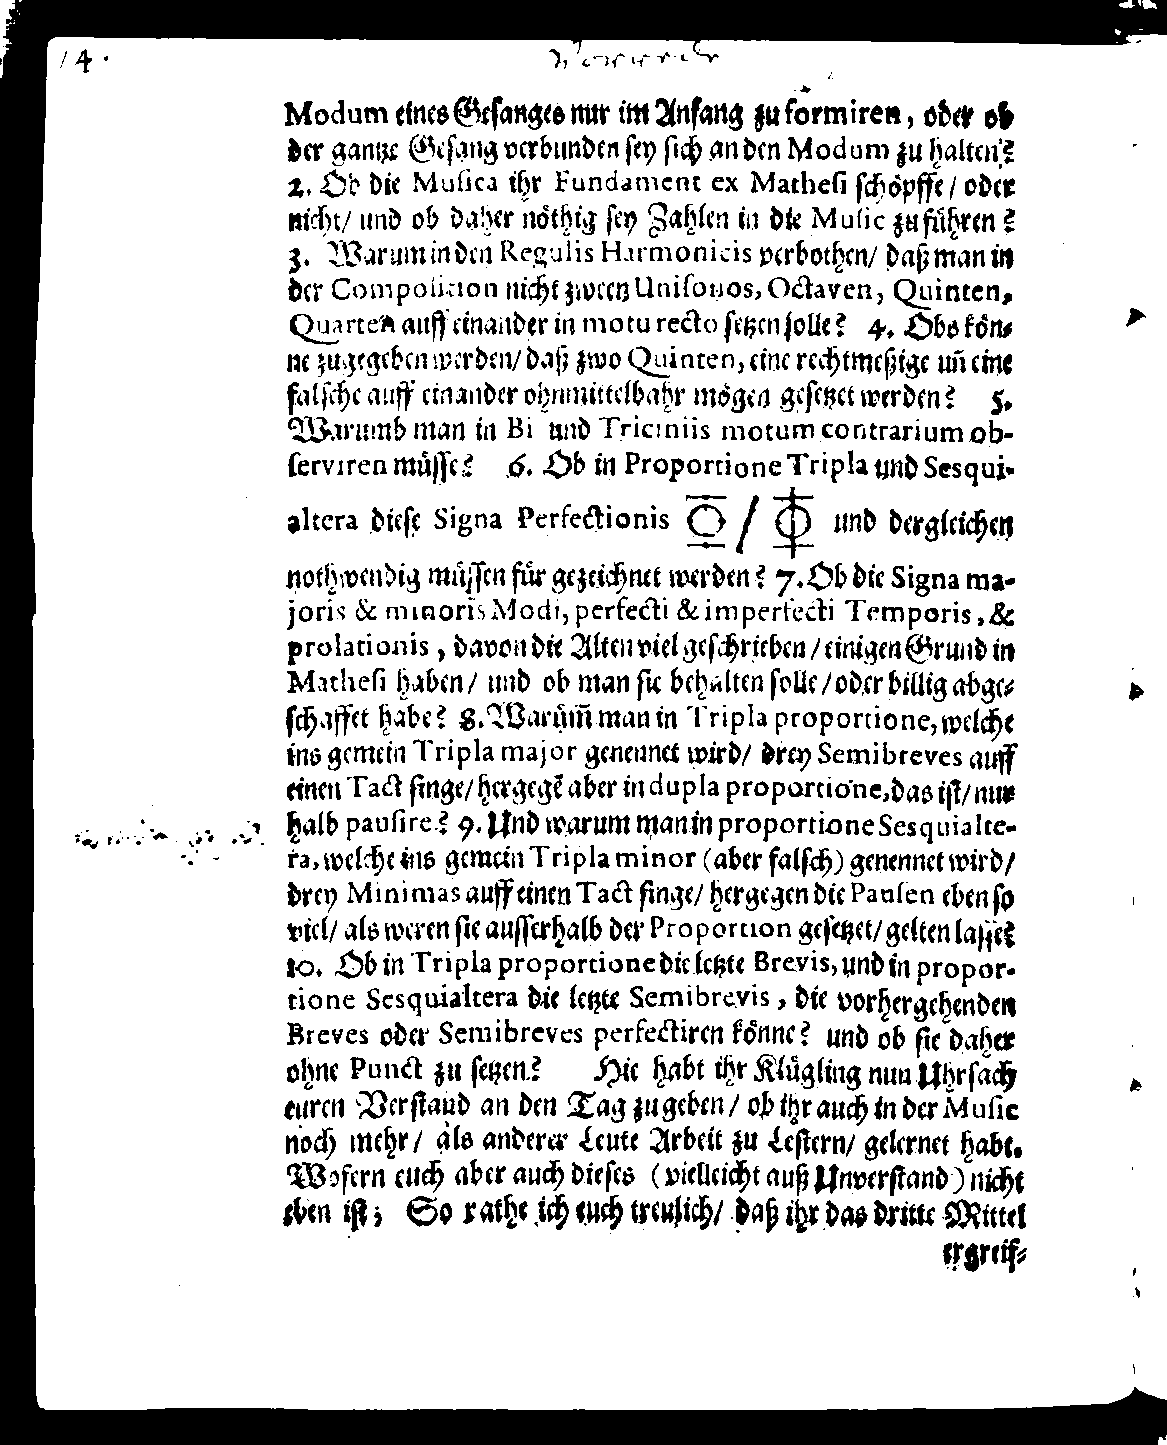 14.
Modum eines Gesanges nur im Anfang zu formiren, oder ob
der gantze Gesang verbunden sey sich an den Modum zu halten?
2. Ob die Musica ihr Fundament ex Mathesi schöpffe/ oder
nicht/ und ob daher nöthig sey Zahlen in die Music zu führen?
3. Warum in den Regulis Harmonicis verbothen/ daß man in
der Composition nicht zween Unisonos, Octaven, Quinten,
Quarten auff einander in motu recto setzen solle? 4. Obs kön-
ne zugegeben werden/ daß zwo Quinten, eine rechtmeßige uñ eine
falsche auff einander ohnmittelbahr mögen gesetzet werden? 5.
Warumb man in Bi und Triciniis motum contrarium ob-
serviren müsse? 6. Ob in Proportione Tripla und Sesqui-
altera diese Signa Perfectionis / und dergleichen
nothwendig müssen für gezeichnet werden? 7. Ob die Signa ma-
joris & minoris Modi, perfecti & imperfecti Temporis, &
prolationis, davon die Alten viel geschrieben/ einigen Grund in
Mathesi haben/ und ob man sie behalten solle/ oder billig abge-
schaffet habe? 8. Warum̃ man in Tripla proportione, welche
ins gemein Tripla major genennet wird/ drey Semibreves auff
einen Tact singe/ hergegẽ aber in dupla proportione, das ist/ nur
halb pausire? 9. Und warum man in proportione Sesquialte-
ra, welche ins gemein Tripla minor (aber falsch) genennet wird/
drey Minimas auff einen Tact singe/ hergegen die Pausen eben so
viel/ als weren sie ausserhalb der Proportion gesetzet/ gelten lasse?
10. Ob in Tripla proportione die letzte Brevis, und in propor-
tione Sesquialtera die letzte Semibrevis, die vorhergehenden
Breves oder Semibreves perfectiren könne? und ob sie daher
ohne Punct zu setzen? Hie habt ihr Klügling nun Uhrsach
euren Verstand an den Tag zu geben/ ob ihr auch in der Music
noch mehr/ als anderer Leute Arbeit zu Lestern/ gelernet habt.
Wofern euch aber auch dieses (vielleicht auß Unverstand) nicht
eben ist; So rathe ich euch treulich/ daß ihr das dritte Mittel
ergreif-